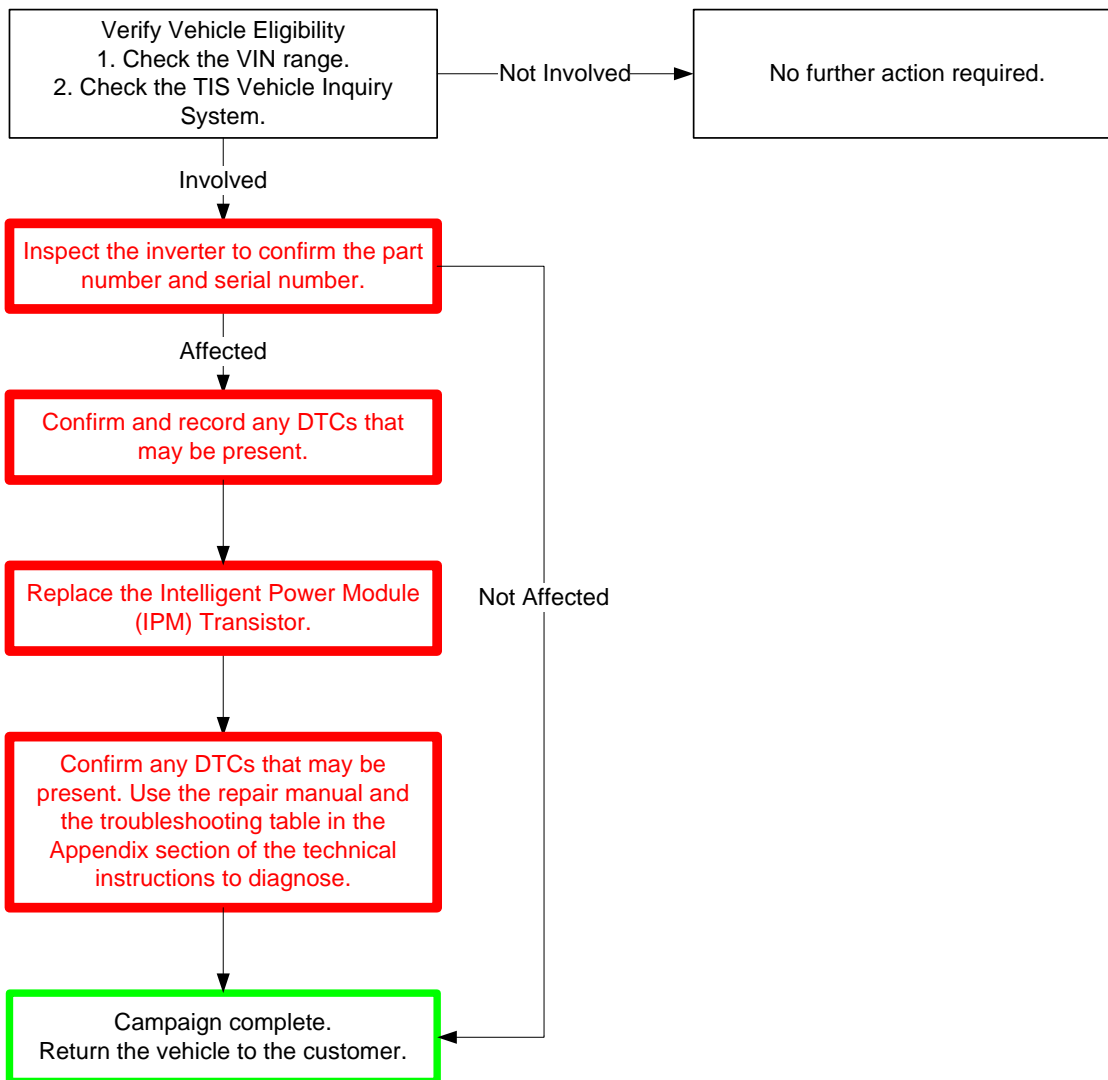 Verify Vehicle Eligibility
1. Check the VIN range.
2. Check the TIS Vehicle Inquiry
System.
Not Involved
No further action required.
Involved
Inspect the inverter to confirm the part
number and serial number.
Affected
Confirm and record any DTCs that
may be present.
Replace the Intelligent Power Module
(IPM) Transistor.
Not Affected
Confirm any DTCs that may be
present. Use the repair manual and
the troubleshooting table in the
Appendix section of the technical
instructions to diagnose.
Campaign complete.
Return the vehicle to the customer.